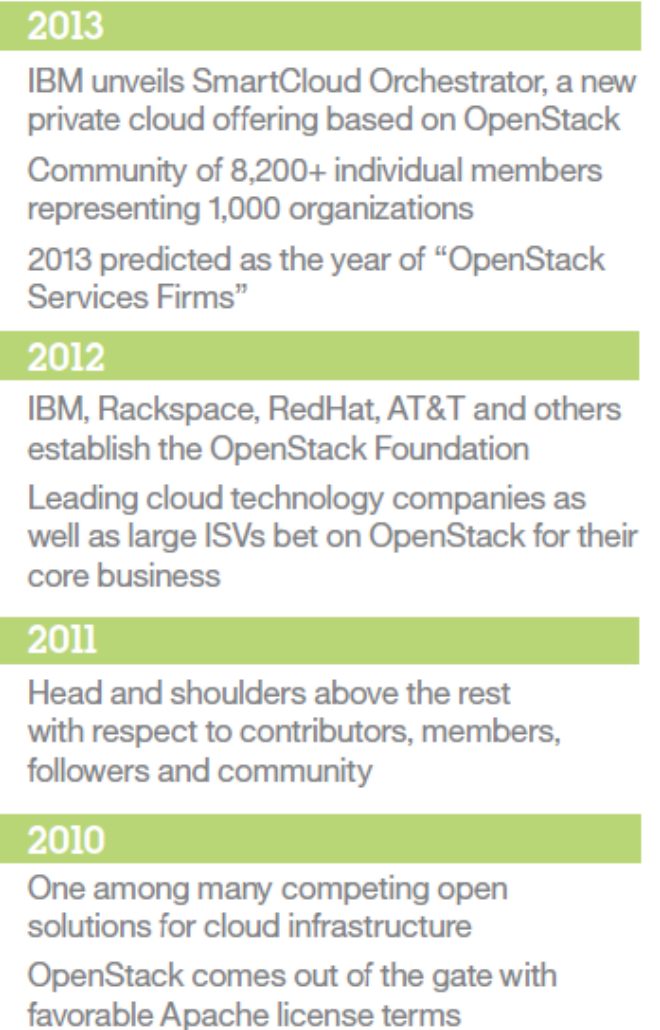 2013
IBM unveils SmartCloud Orchestrator, a new
private cloud offering based on OpenStack
Community of 8,200+ individual members
representing 1,000 organizations
2013 predicted as the year of “OpenStack
Services Firms”
2012
IBM, Rackspace, RedHat, AT&T and others
establish the OpenStack Foundation
Leading cloud technology companies as
well as large ISVs bet on OpenStack for their
core business
2011
Head and shoulders above the rest
with respect to contributors, members,
followers and community
2010
One among many competing open
solutions for cloud infrastructure
OpenStack comes out of the gate with
favorable Apache license terms